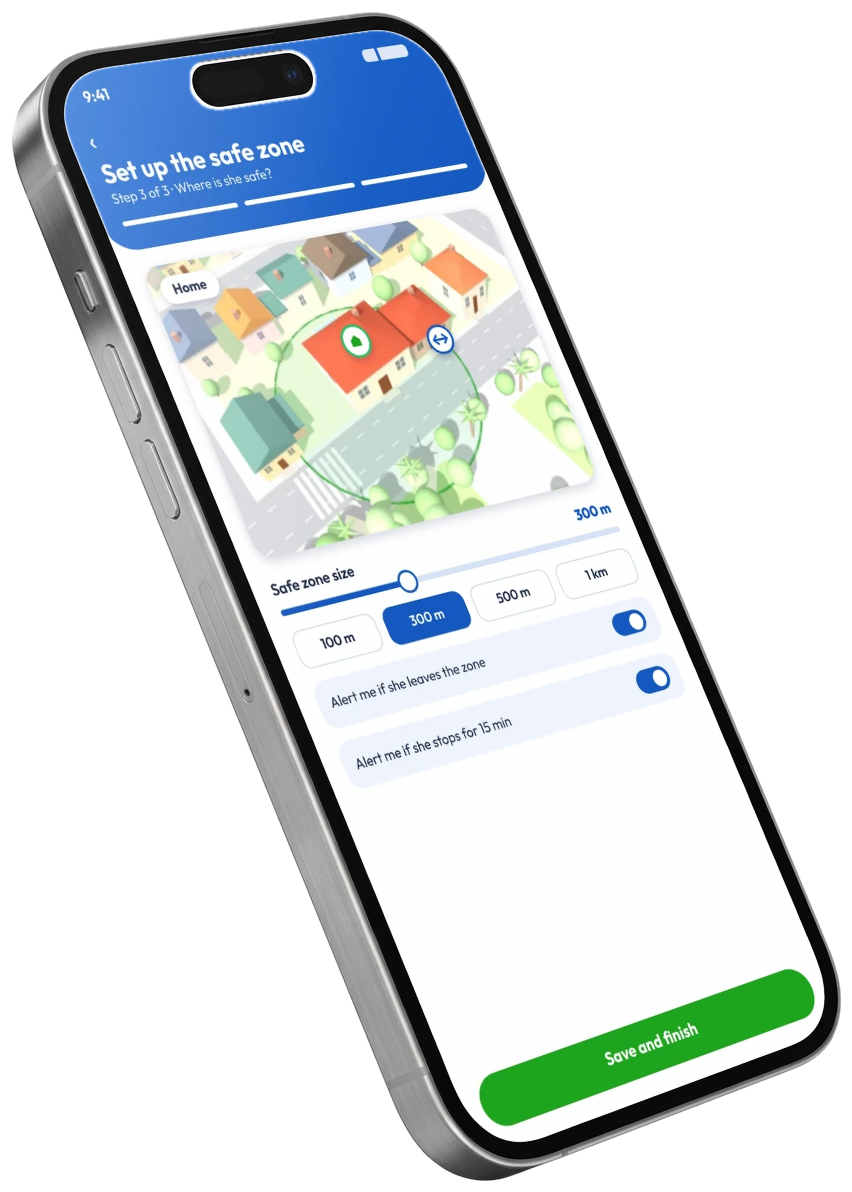 9:41
Set up the safe zone
Step 3 of 3 · Where is she safe?
Home
300 m
Safe zone size
100 m
300 m
500 m
1 km
Alert me if she leaves the zone
Alert me if she stops for 15 min
Save and finish